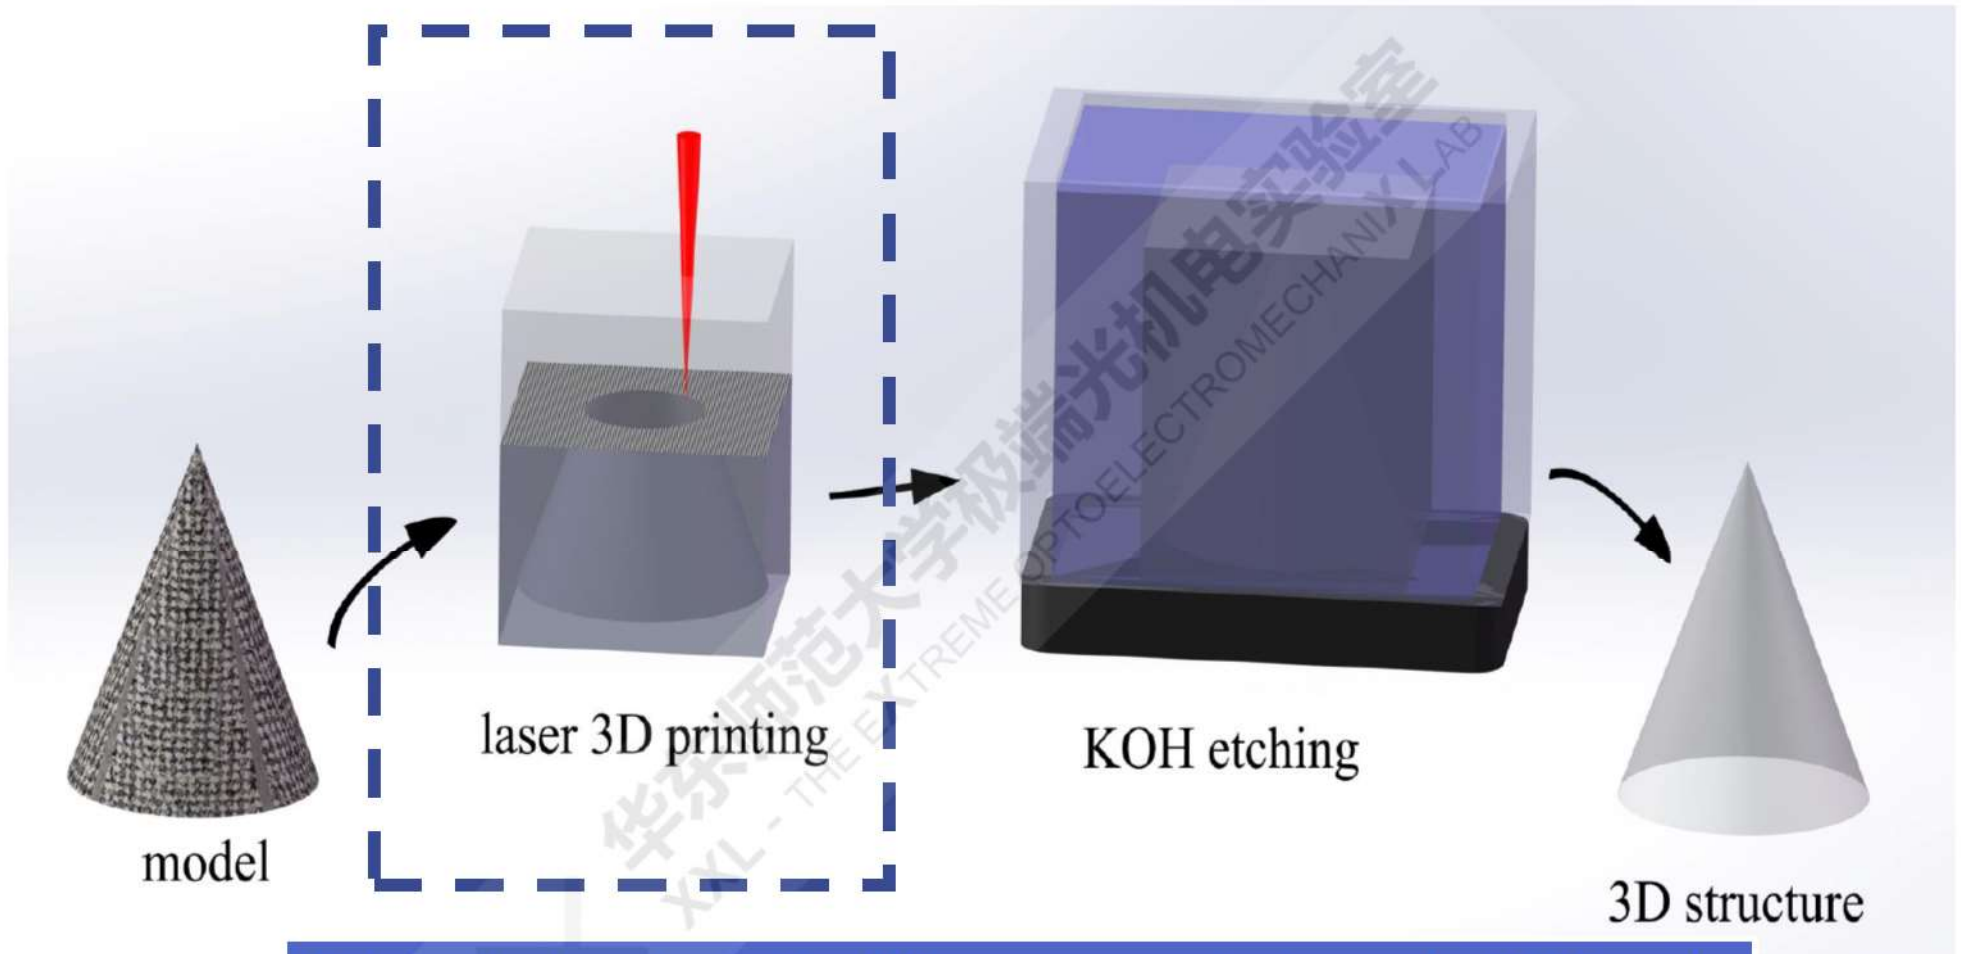 laser 3D printing
KOH etching
model
3D structure
华东师范大学极端光机电实验室
XXL - THE EXTREME OPTOELECTROMECHANIX LAB